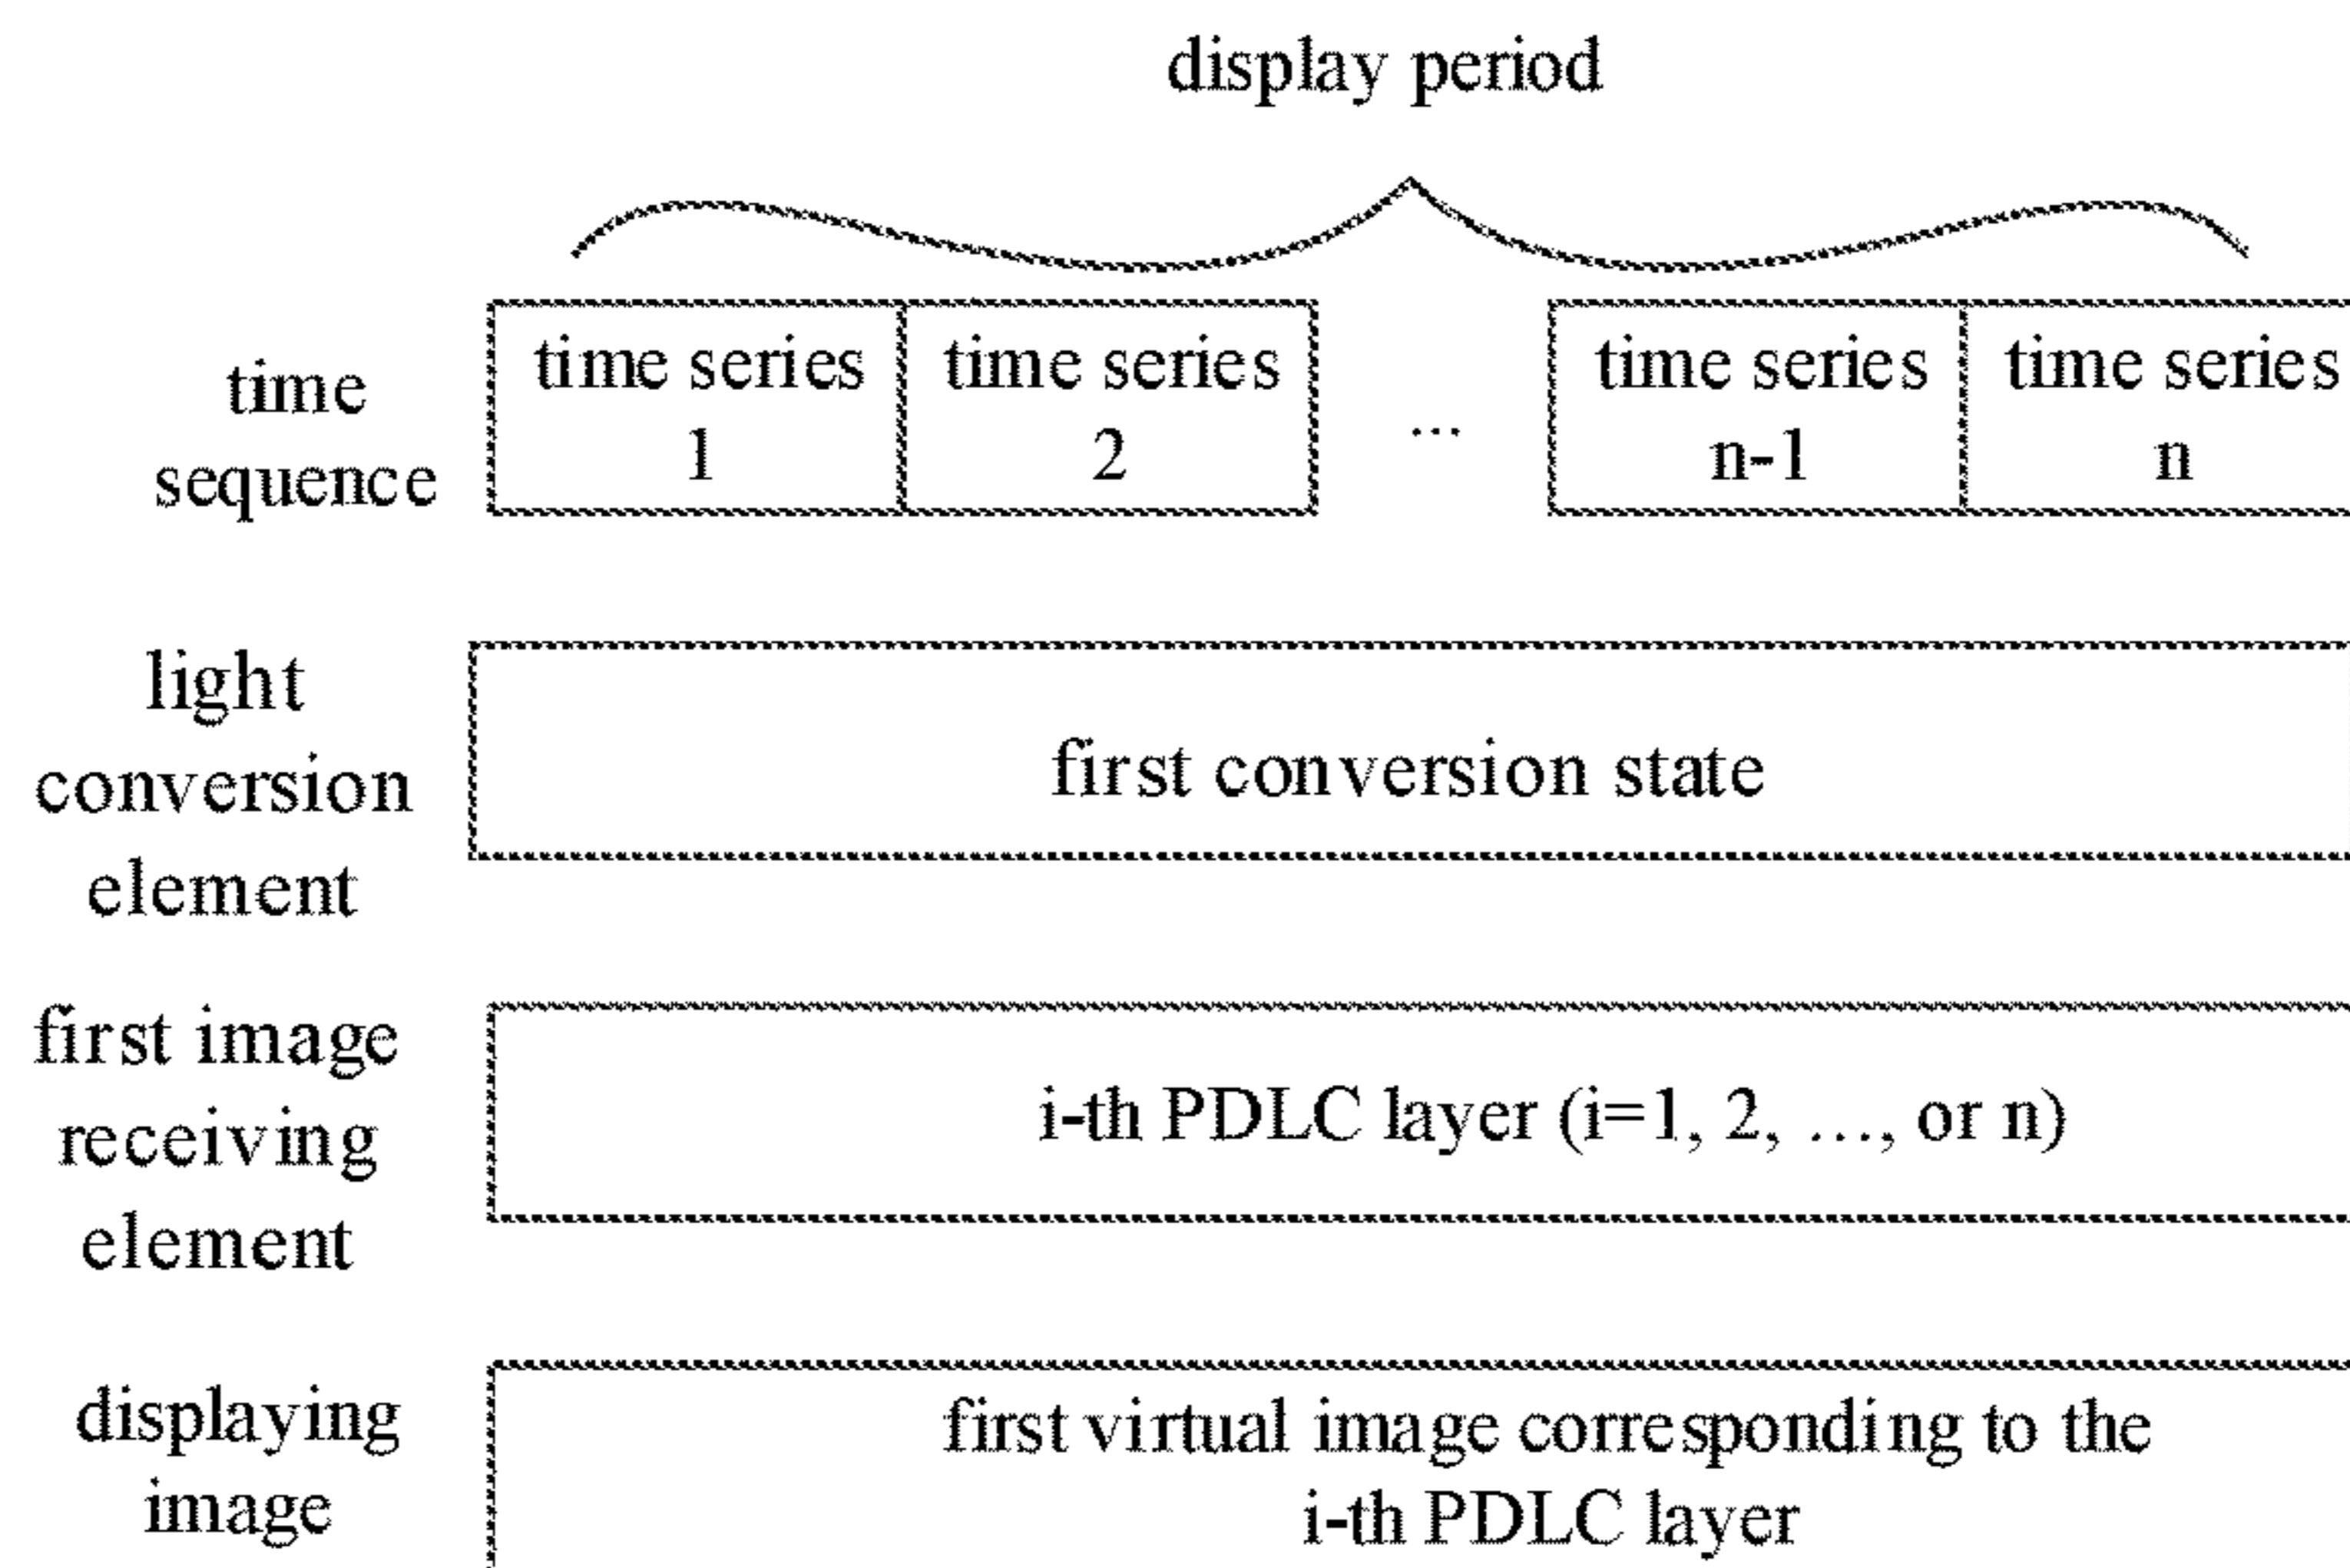 display period
time series
1
time series
2
...
time series
n-1
time series
n
time
sequence
light
conversion
element
first conversion state
first image
receiving
element
i-th PDLC layer (i=1, 2, ..., or n)
displaying
image
first virtual image corresponding to the
i-th PDLC layer